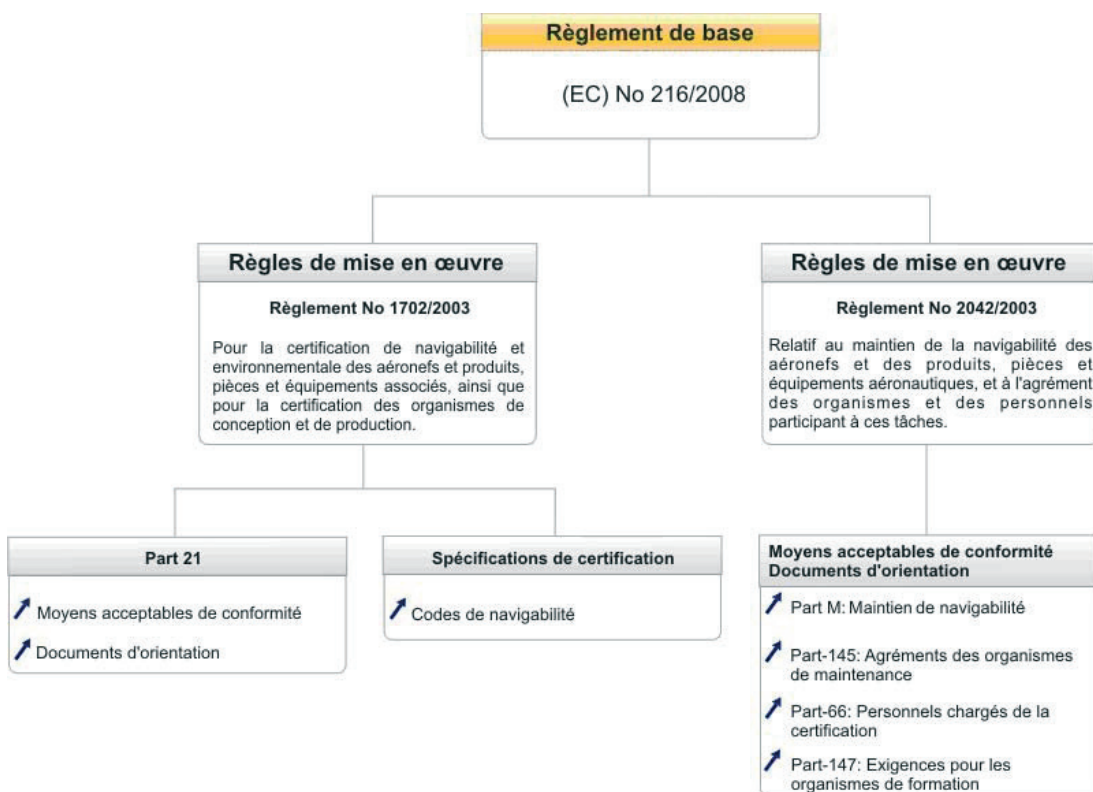 Règlement de base
(EC) No 216/2008
Règles de mise en œuvre
Règlement No 1702/2003
Pour la certification de navigabilité et
environnementale des aéronefs et produits,
pièces et équipements associés, ainsi que
pour la certification des organismes de
conception et de production.
Règles de mise en œuvre
Règlement No 2042/2003
Relatif au maintien de la navigabilité des
aéronefs et des produits, pièces et
équipements aéronautiques, et à l'agrément
des organismes et des personnels
participant à ces tâches.
Part 21
Moyens acceptables de conformité
Documents d'orientation
Spécifications de certification
Codes de navigabilité
Moyens acceptables de conformité
Documents d'orientation
Part M: Maintien de navigabilité
Part-145: Agréments des organismes
de maintenance
Part-66: Personnels chargés de la
certification
Part-147: Exigences pour les
organismes de formation